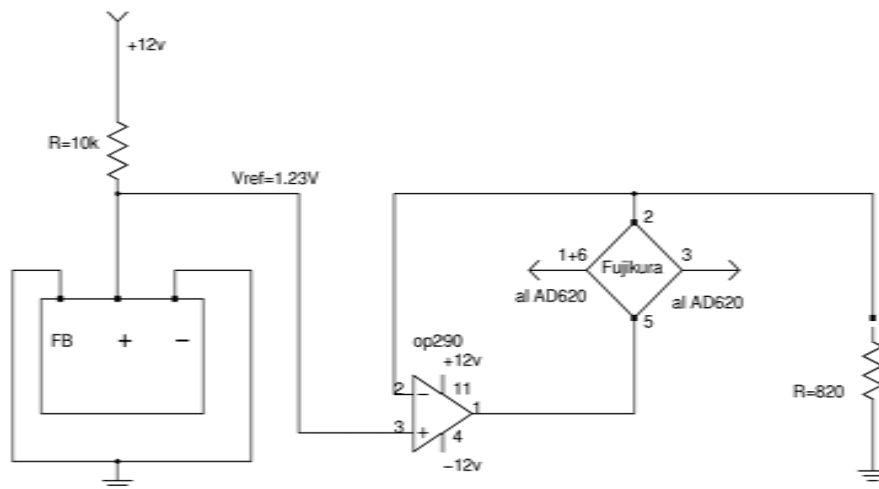 +12v
R=10k
Vref=1.23V
2
1+6
Fujikura
3
al AD620
al AD620
5
FB
+
−
op290
+12v
2
−
11
1
3
+
4
−12v
R=820